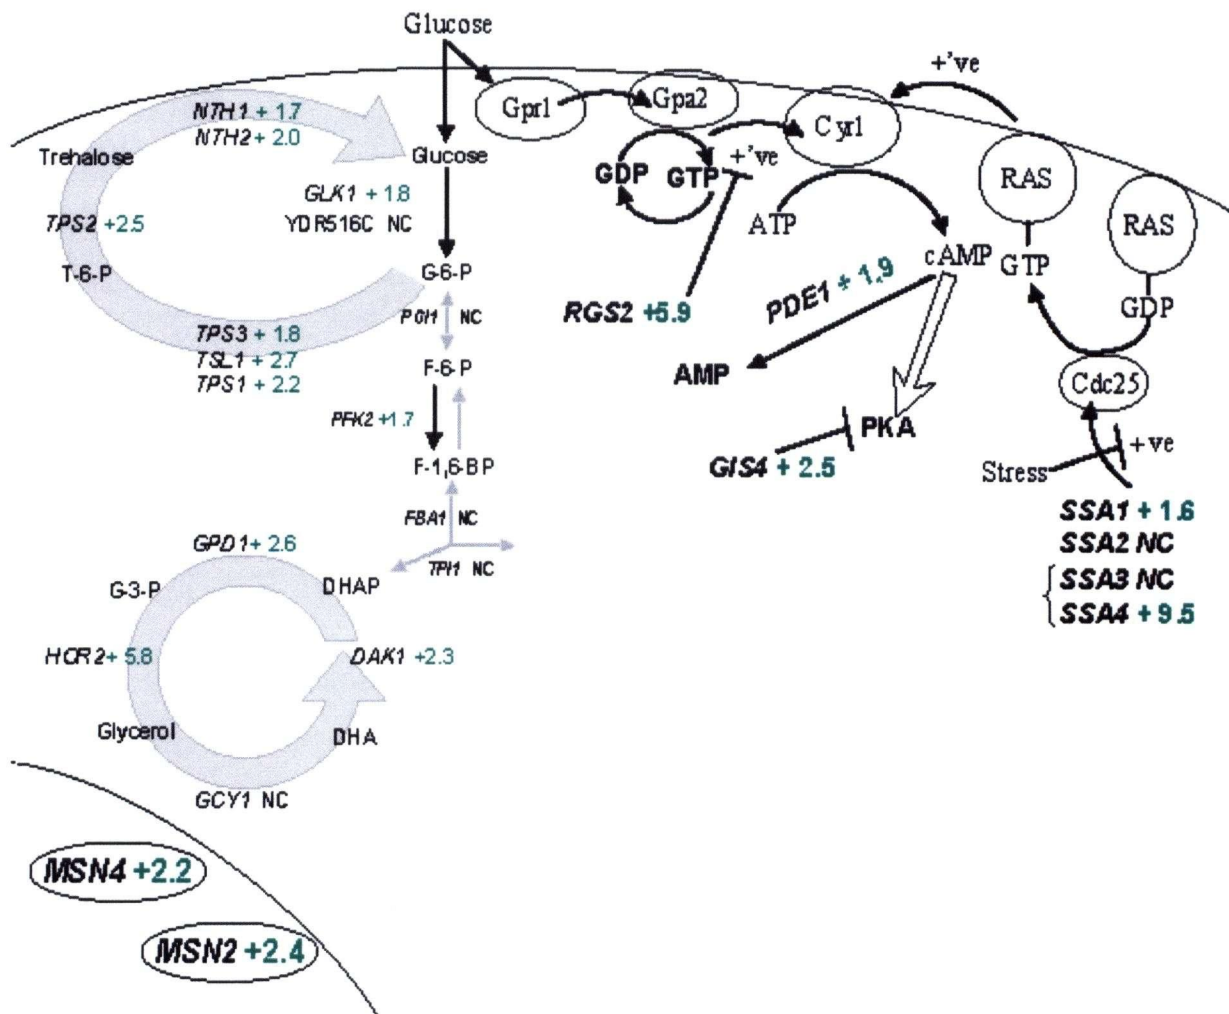 Glucose
+'ve
NTH1 + 1.7
NTH2 + 2.0
Trehalose
Glucose
Gpr1
Gpa2
Cyr1
RAS
RAS
GLK1 + 1.8
YDR516C NC
GDP
GTP
+'ve
ATP
cAMP
GTP
GDP
TPS2 +2.5
T-6-P
G-6-P
PGI1 NC
RGS2 +5.9
PDE1 + 1.9
TPS3 + 1.8
TSL1 + 2.7
TPS1 + 2.2
F-6-P
AMP
Cdc25
PFK2 +1.7
PKA
GIS4 + 2.5
F-1,6-BP
+ve
Stress
SSA1 + 1.6
SSA2 NC
SSA3 NC
SSA4 + 9.5
FBA1 NC
TPI1 NC
GPD1 + 2.6
G-3-P
DHAP
HOR2 + 5.8
DAK1 +2.3
Glycerol
DHA
GCY1 NC
MSN4 +2.2
MSN2 +2.4